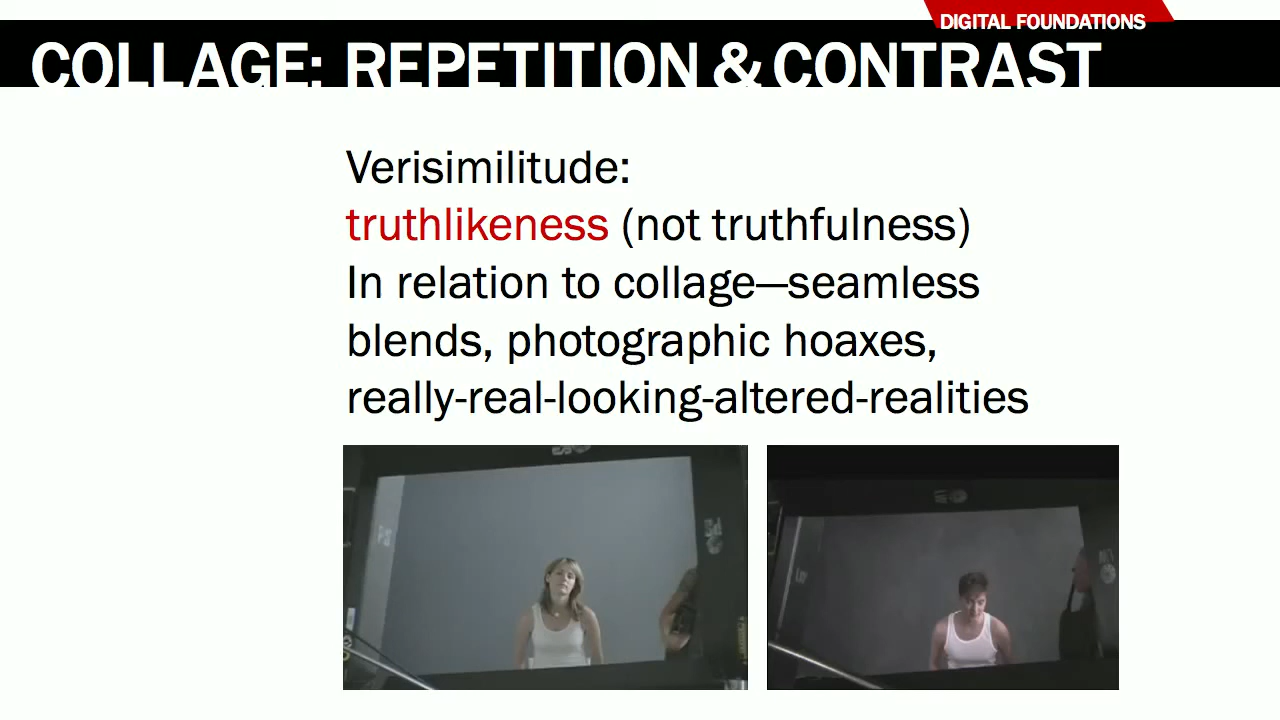 DIGITAL FOUNDATIONS
COLLAGE: REPETITION & CONTRAST
Verisimilitude:
truthlikeness (not truthfulness)
In relation to collage—seamless
blends, photographic hoaxes,
really-real-looking-altered-realities